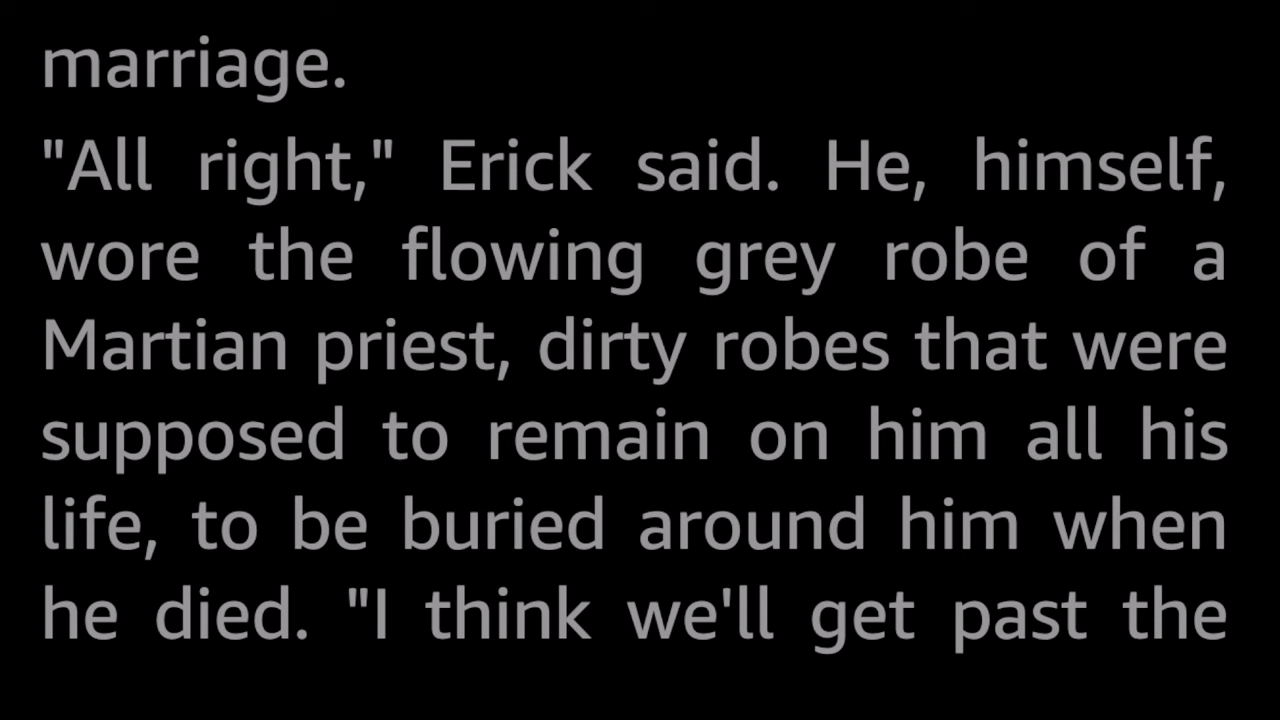 marriage.
"All right," Erick said. He, himself,
wore the flowing grey robe of a
Martian priest, dirty robes that were
supposed to remain on him all his
life, to be buried around him when
he died. "I think we'll get past the